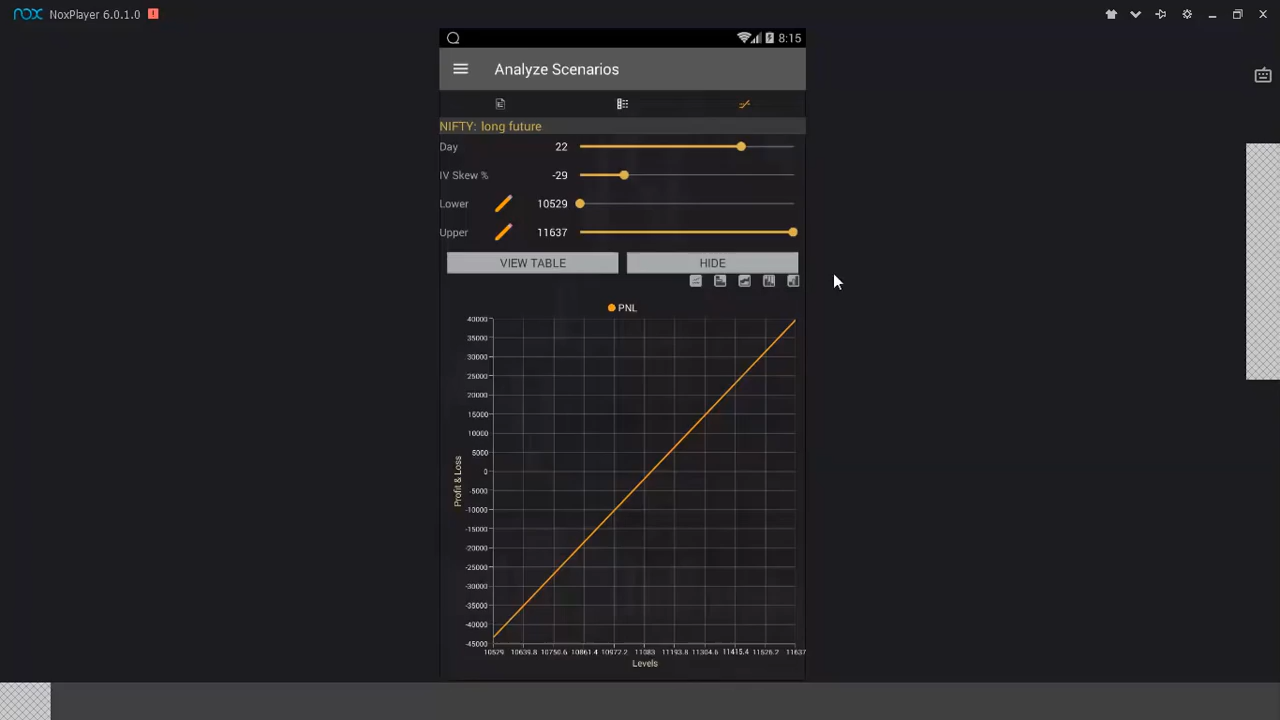 nox NoxPlayer 6.0.1.0 !
8:15
Analyze Scenarios
NIFTY: long future
Day 22
IV Skew % -29
Lower 10529
Upper 11637
VIEW TABLE HIDE
PNL
40000
35000
30000
25000
20000
15000
10000
5000
0
-5000
-10000
-15000
-20000
-25000
-30000
-35000
-40000
-45000
Profit & Loss
10529 10639.8 10750.6 10861.4 10972.2 11083 11193.8 11304.6 11415.4 11526.2 11637
Levels